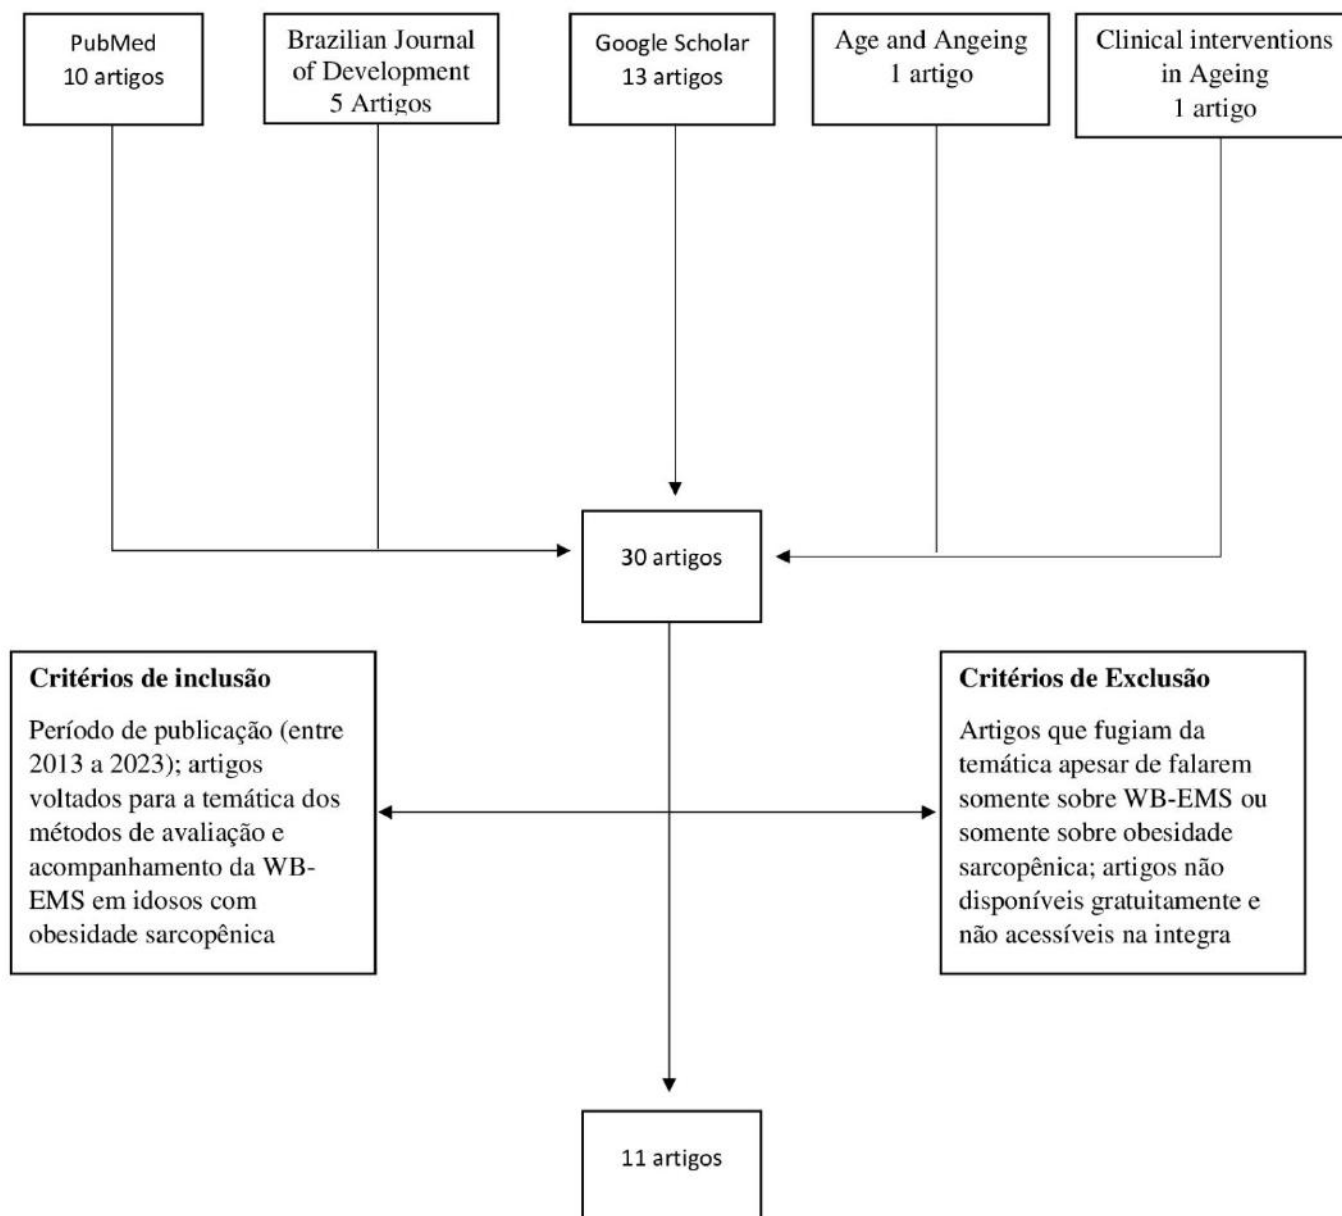 PubMed
10 artigos
Brazilian Journal
of Development
5 Artigos
Google Scholar
13 artigos
Age and Angeing
1 artigo
Clinical interventions
in Ageing
1 artigo
30 artigos
Critérios de inclusão
Período de publicação (entre
2013 a 2023); artigos
voltados para a temática dos
métodos de avaliação e
acompanhamento da WB-
EMS em idosos com
obesidade sarcopênica
Critérios de Exclusão
Artigos que fugiam da
temática apesar de falarem
somente sobre WB-EMS ou
somente sobre obesidade
sarcopênica; artigos não
disponíveis gratuitamente e
não acessíveis na integra
11 artigos